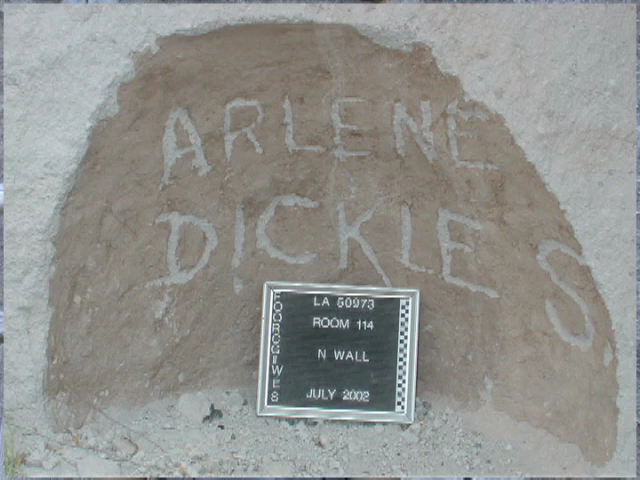 ARLENE
DICKLES.
LA 50973
ROOM 114
N WALL
JULY 2002